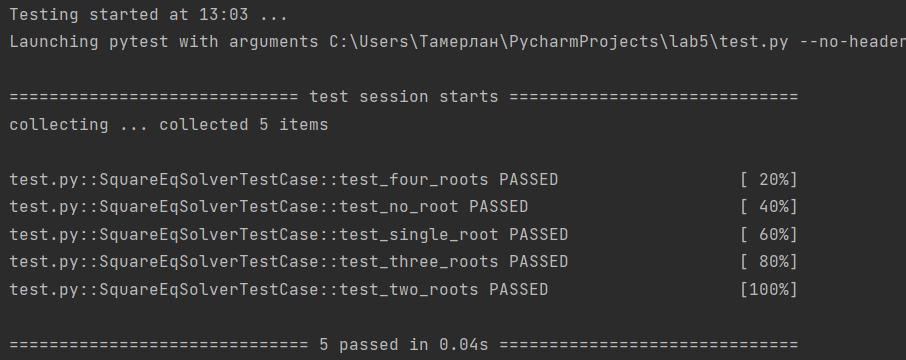 Testing started at 13:03 ...
Launching pytest with arguments C:\Users\Тамерлан\PycharmProjects\lab5\test.py --no-header

============================= test session starts =============================
collecting ... collected 5 items

test.py::SquareEqSolverTestCase::test_four_roots PASSED                  [ 20%]
test.py::SquareEqSolverTestCase::test_no_root PASSED                     [ 40%]
test.py::SquareEqSolverTestCase::test_single_root PASSED                 [ 60%]
test.py::SquareEqSolverTestCase::test_three_roots PASSED                 [ 80%]
test.py::SquareEqSolverTestCase::test_two_roots PASSED                   [100%]

============================== 5 passed in 0.04s ==============================